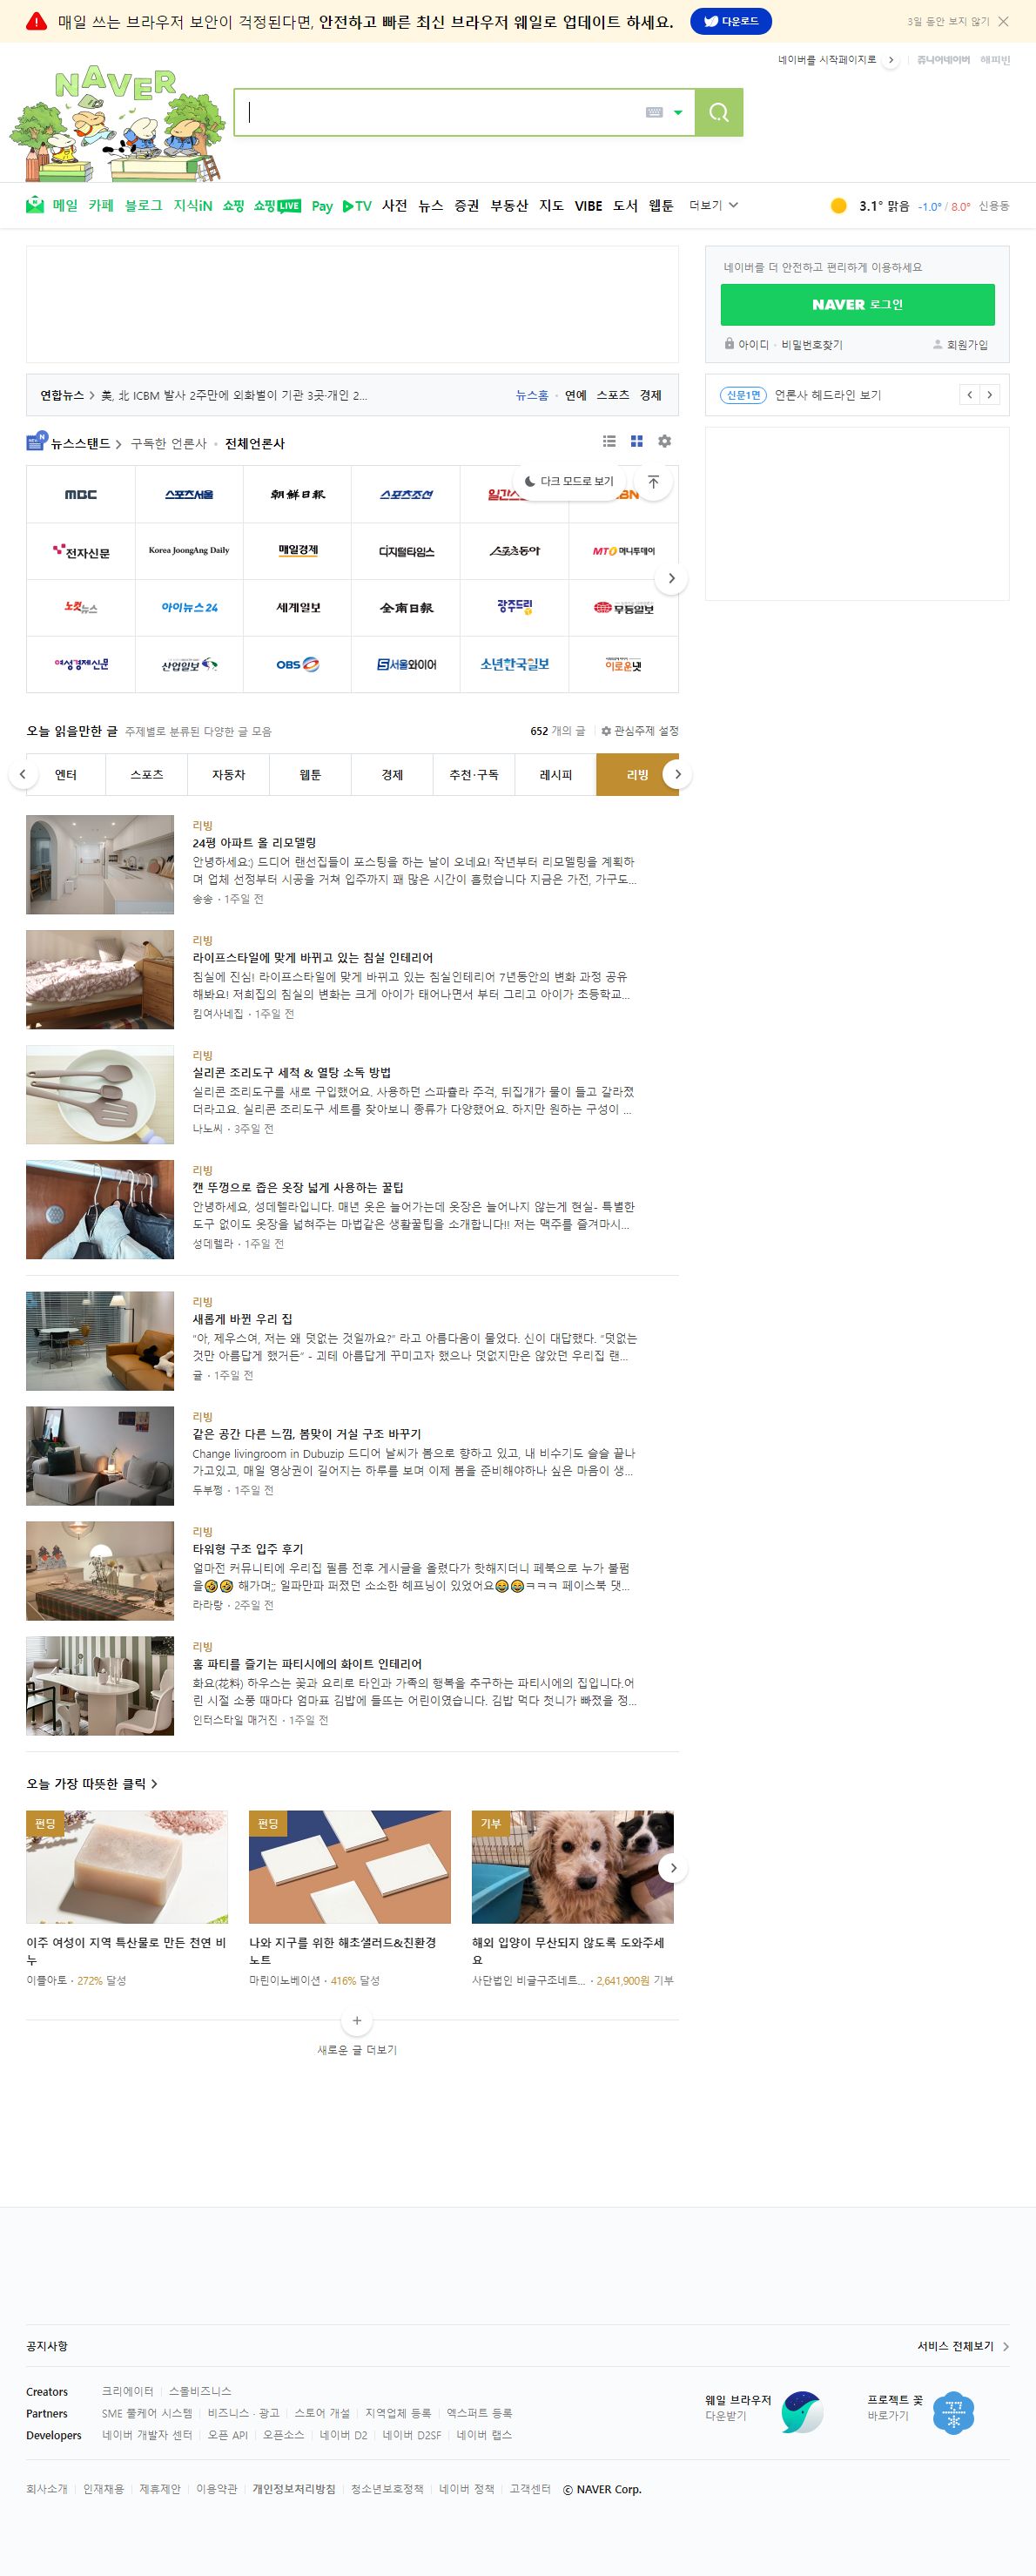 매일 쓰는 브라우저 보안이 걱정된다면, 안전하고 빠른 최신 브라우저 웨일로 업데이트 하세요. 다운로드 3일 동안 보지 않기
네이버를 시작페이지로 쥬니어네이버 해피빈
NAVER
메일 카페 블로그 지식iN 쇼핑 쇼핑LIVE Pay TV 사전 뉴스 증권 부동산 지도 VIBE 도서 웹툰 더보기 3.1° 맑음 -1.0° / 8.0° 신용동
네이버를 더 안전하고 편리하게 이용하세요
NAVER 로그인
아이디 · 비밀번호찾기 회원가입
연합뉴스 美, 北 ICBM 발사 2주만에 외화벌이 기관 3곳·개인 2... 뉴스홈 · 연예 스포츠 경제
신문1면 언론사 헤드라인 보기
뉴스스탠드 구독한 언론사 · 전체언론사
다크 모드로 보기
MBC 스포츠서울 朝鮮日報 스포츠조선
전자신문 Korea JoongAng Daily 매일경제 디지털타임스 스포츠동아 MTO 머니투데이
노컷뉴스 아이뉴스24 세계일보 全南日報 광주드림 무등일보
여성경제신문 산업일보 OBS 서울와이어 소년한국일보 이로운넷
오늘 읽을만한 글 주제별로 분류된 다양한 글 모음 652 개의 글 관심주제 설정
엔터 스포츠 자동차 웹툰 경제 추천·구독 레시피 리빙
리빙
24평 아파트 올 리모델링
안녕하세요:) 드디어 랜선집들이 포스팅을 하는 날이 오네요! 작년부터 리모델링을 계획하
며 업체 선정부터 시공을 거쳐 입주까지 꽤 많은 시간이 흘렀습니다 지금은 가전, 가구도...
송송 · 1주일 전
리빙
라이프스타일에 맞게 바뀌고 있는 침실 인테리어
침실에 진심! 라이프스타일에 맞게 바뀌고 있는 침실인테리어 7년동안의 변화 과정 공유
해봐요! 저희집의 침실의 변화는 크게 아이가 태어나면서 부터 그리고 아이가 초등학교...
킴여사네집 · 1주일 전
리빙
실리콘 조리도구 세척 & 열탕 소독 방법
실리콘 조리도구를 새로 구입했어요. 사용하던 스파츌라 주걱, 뒤집개가 물이 들고 갈라졌
더라고요. 실리콘 조리도구 세트를 찾아보니 종류가 다양했어요. 하지만 원하는 구성이 ...
나노씨 · 3주일 전
리빙
캔 뚜껑으로 좁은 옷장 넓게 사용하는 꿀팁
안녕하세요, 성데렐라입니다. 매년 옷은 늘어가는데 옷장은 늘어나지 않는게 현실- 특별한
도구 없이도 옷장을 넓혀주는 마법같은 생활꿀팁을 소개합니다!! 저는 맥주를 즐겨마시...
성데렐라 · 1주일 전
리빙
새롭게 바뀐 우리 집
“아, 제우스여, 저는 왜 덧없는 것일까요?” 라고 아름다움이 물었다. 신이 대답했다. “덧없는
것만 아름답게 했거든” - 괴테 아름답게 꾸미고자 했으나 덧없지만은 않았던 우리집 랜...
귤 · 1주일 전
리빙
같은 공간 다른 느낌, 봄맞이 거실 구조 바꾸기
Change livingroom in Dubuzip 드디어 날씨가 봄으로 향하고 있고, 내 비수기도 슬슬 끝나
가고있고, 매일 영상권이 길어지는 하루를 보며 이제 봄을 준비해야하나 싶은 마음이 생...
두부쩡 · 1주일 전
리빙
타워형 구조 입주 후기
얼마전 커뮤니티에 우리집 필름 전후 게시글을 올렸다가 핫해지더니 페북으로 누가 불펌
을🤣🤣 해가며;; 일파만파 퍼졌던 소소한 헤프닝이 있었어요😂😂ㅋㅋㅋ 페이스북 댓...
라라랑 · 2주일 전
리빙
홈 파티를 즐기는 파티시에의 화이트 인테리어
화요(花料) 하우스는 꽃과 요리로 타인과 가족의 행복을 추구하는 파티시에의 집입니다.어
린 시절 소풍 때마다 엄마표 김밥에 들뜨는 어린이였습니다. 김밥 먹다 첫니가 빠졌을 정...
인터스타일 매거진 · 1주일 전
오늘 가장 따뜻한 클릭
펀딩 펀딩 기부
이주 여성이 지역 특산물로 만든 천연 비
누
이플아토 · 272% 달성
나와 지구를 위한 해초샐러드&친환경
노트
마린이노베이션 · 416% 달성
해외 입양이 무산되지 않도록 도와주세
요
사단법인 비글구조네트... · 2,641,900원 기부
새로운 글 더보기
공지사항 서비스 전체보기
Creators 크리에이터 스몰비즈니스
Partners SME 풀케어 시스템 비즈니스 · 광고 스토어 개설 지역업체 등록 엑스퍼트 등록
Developers 네이버 개발자 센터 오픈 API 오픈소스 네이버 D2 네이버 D2SF 네이버 랩스
웨일 브라우저
다운받기
프로젝트 꽃
바로가기
회사소개 인재채용 제휴제안 이용약관 개인정보처리방침 청소년보호정책 네이버 정책 고객센터 ⓒ NAVER Corp.